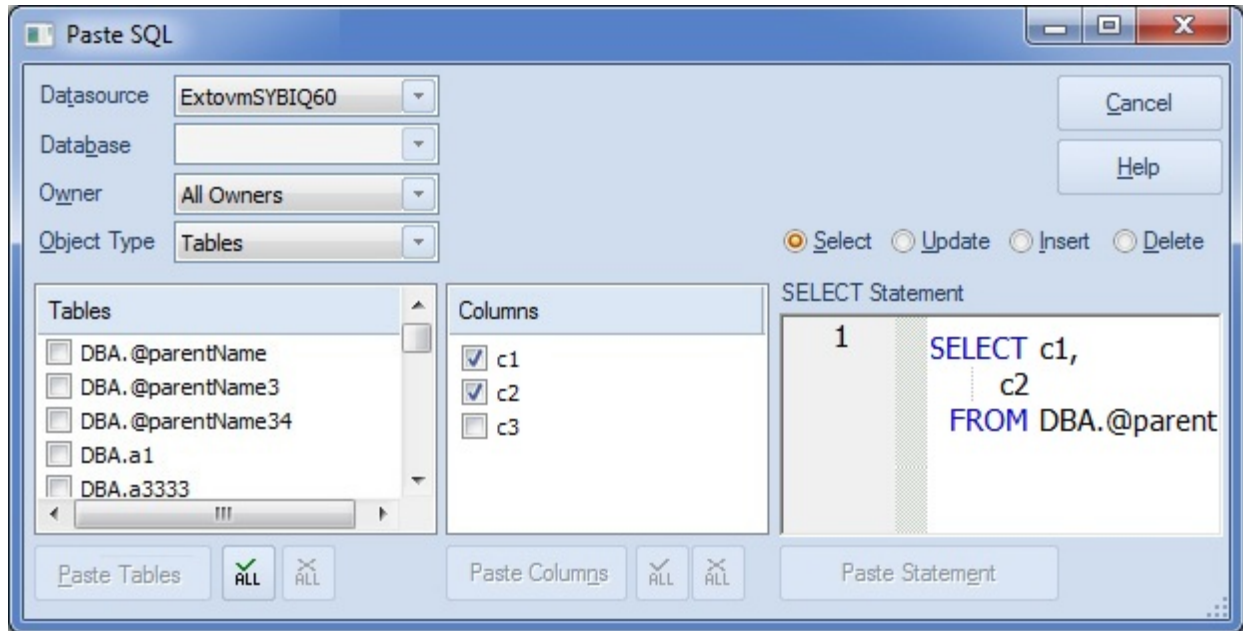 Paste SQL
Datasource ExtovmSYBIQ60
Cancel
Database
Help
Owner All Owners
Object Type Tables
Select Update Insert Delete
Tables
DBA.@parentName
DBA.@parentName3
DBA.@parentName34
DBA.a1
DBA.a3333
Columns
c1
c2
c3
SELECT Statement
1 SELECT c1,
c2
FROM DBA.@parent
Paste Tables ALL ALL
Paste Columns ALL ALL
Paste Statement